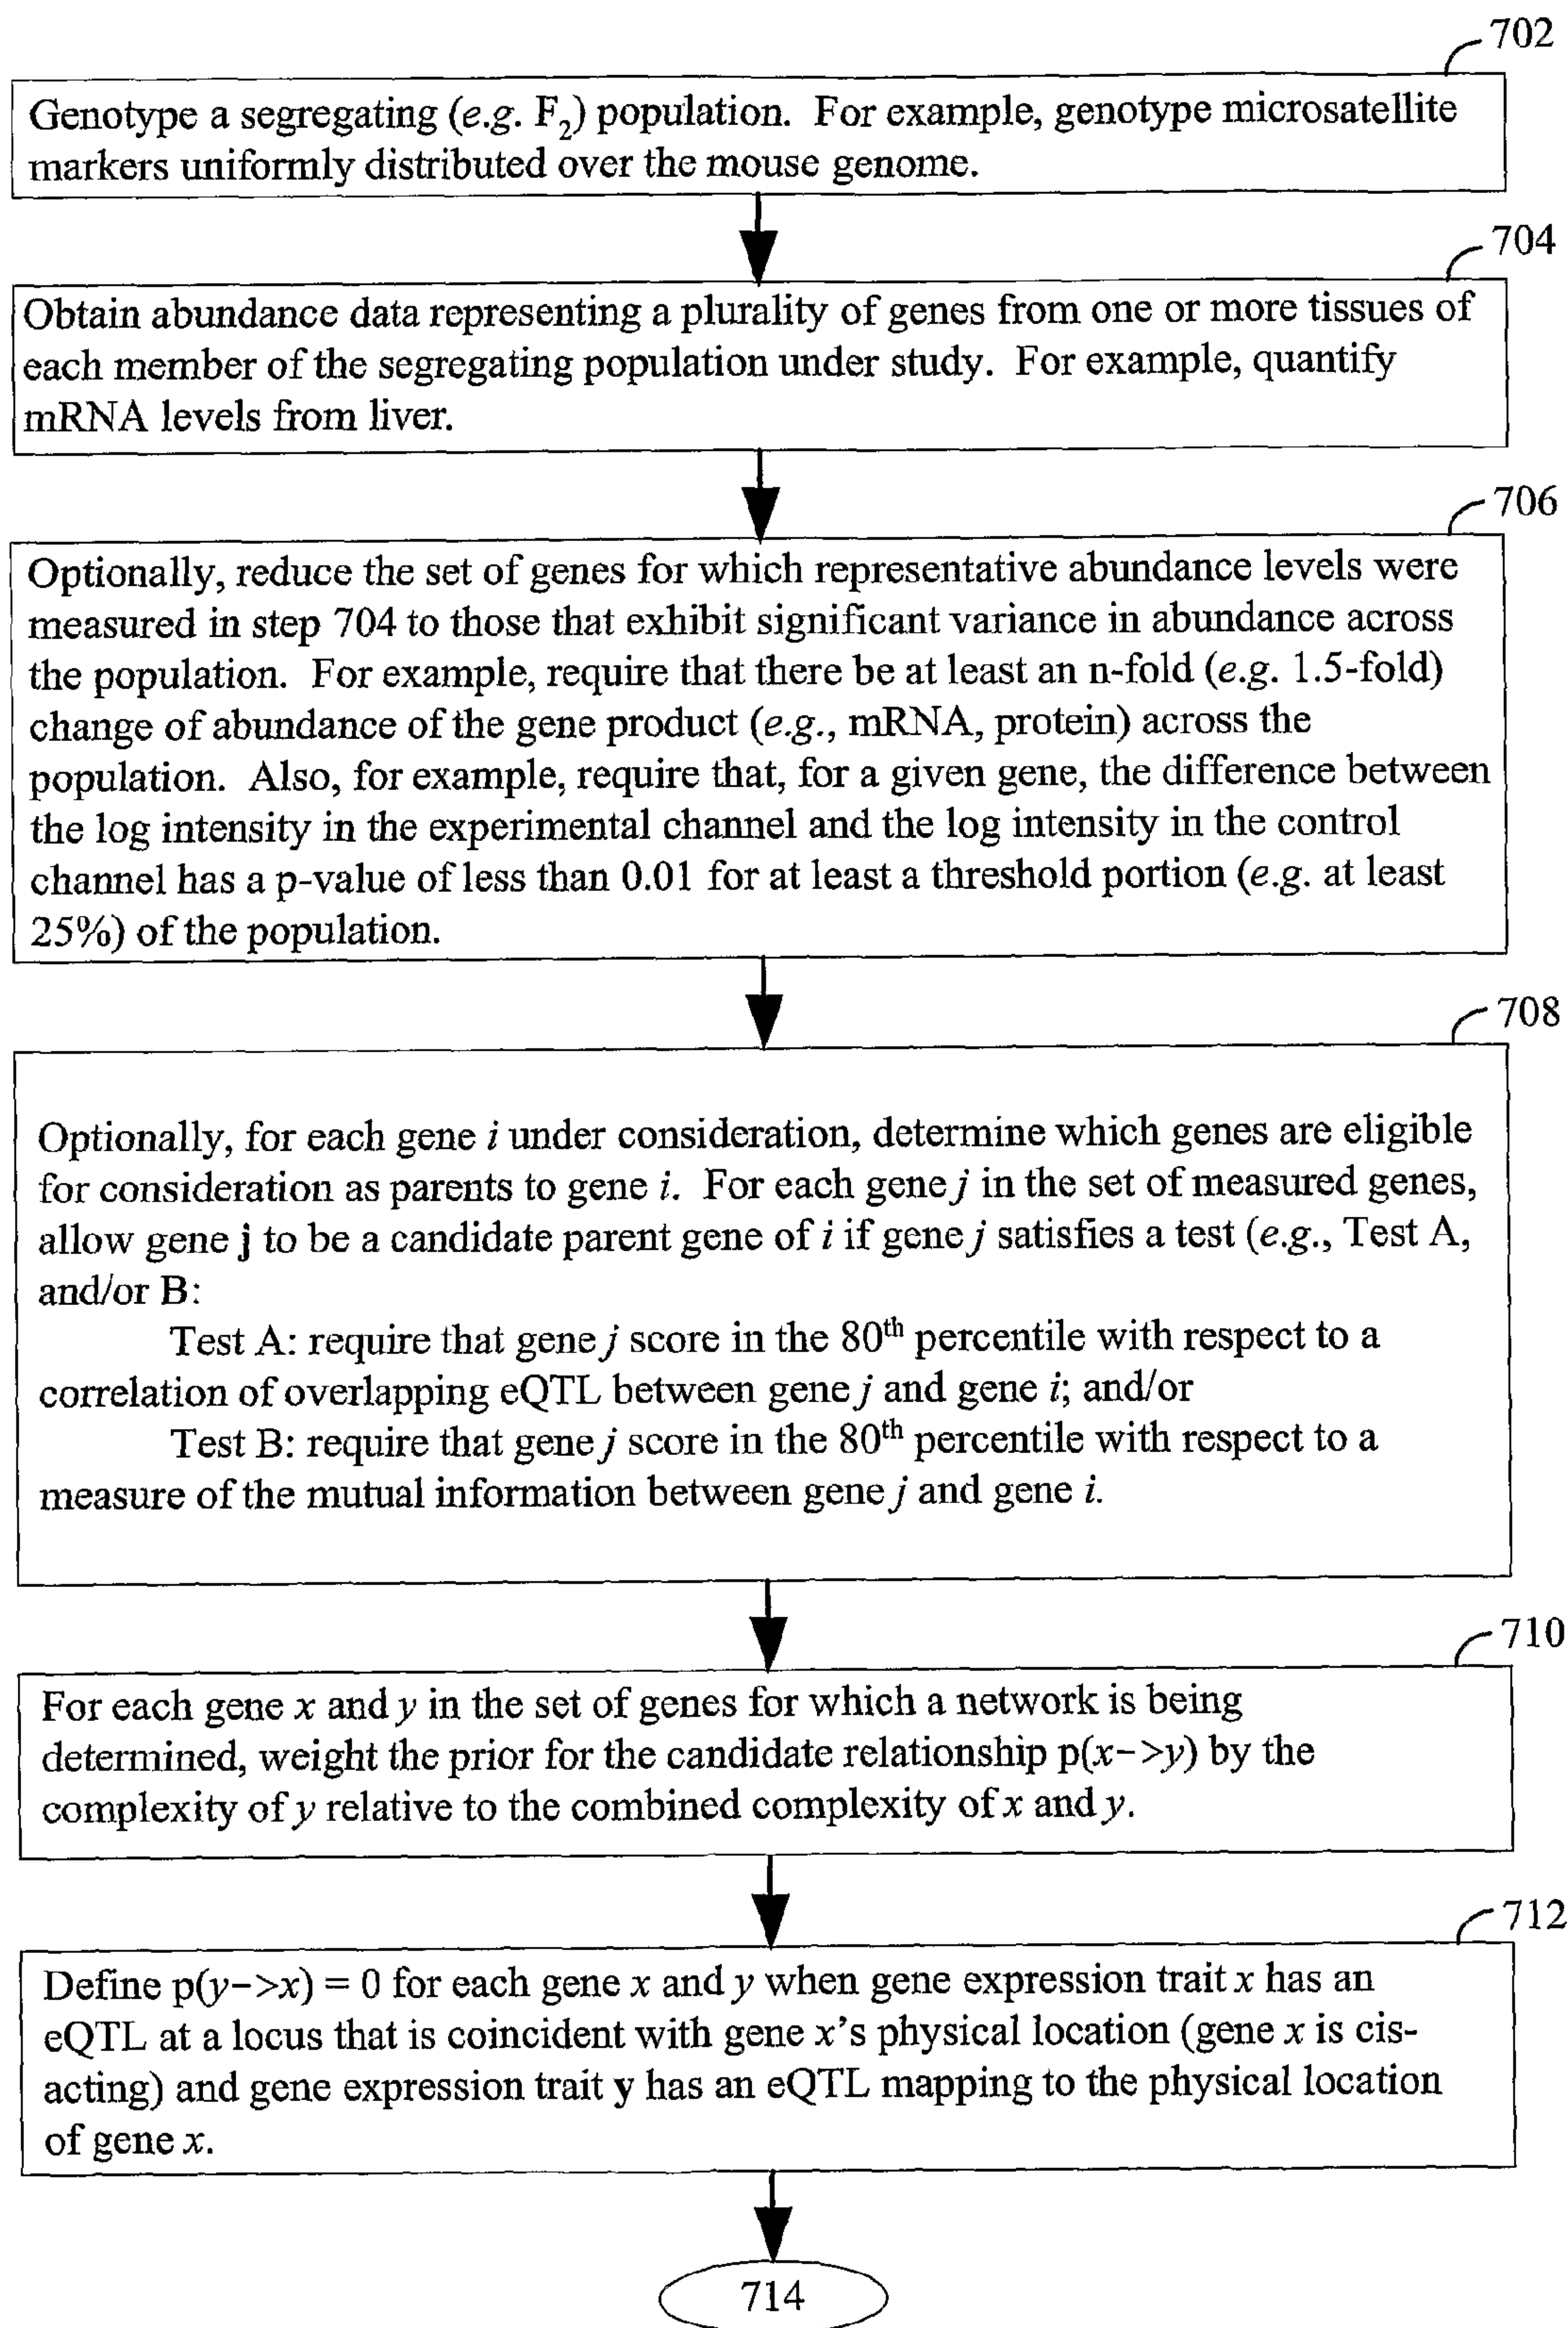 702
Genotype a segregating (e.g. F₂) population. For example, genotype microsatellite
markers uniformly distributed over the mouse genome.
704
Obtain abundance data representing a plurality of genes from one or more tissues of
each member of the segregating population under study. For example, quantify
mRNA levels from liver.
706
Optionally, reduce the set of genes for which representative abundance levels were
measured in step 704 to those that exhibit significant variance in abundance across
the population. For example, require that there be at least an n-fold (e.g. 1.5-fold)
change of abundance of the gene product (e.g., mRNA, protein) across the
population. Also, for example, require that, for a given gene, the difference between
the log intensity in the experimental channel and the log intensity in the control
channel has a p-value of less than 0.01 for at least a threshold portion (e.g. at least
25%) of the population.
708
Optionally, for each gene i under consideration, determine which genes are eligible
for consideration as parents to gene i. For each gene j in the set of measured genes,
allow gene j to be a candidate parent gene of i if gene j satisfies a test (e.g., Test A,
and/or B:
Test A: require that gene j score in the 80th percentile with respect to a
correlation of overlapping eQTL between gene j and gene i; and/or
Test B: require that gene j score in the 80th percentile with respect to a
measure of the mutual information between gene j and gene i.
710
For each gene x and y in the set of genes for which a network is being
determined, weight the prior for the candidate relationship p(x->y) by the
complexity of y relative to the combined complexity of x and y.
712
Define p(y->x) = 0 for each gene x and y when gene expression trait x has an
eQTL at a locus that is coincident with gene x's physical location (gene x is cis-
acting) and gene expression trait y has an eQTL mapping to the physical location
of gene x.
714